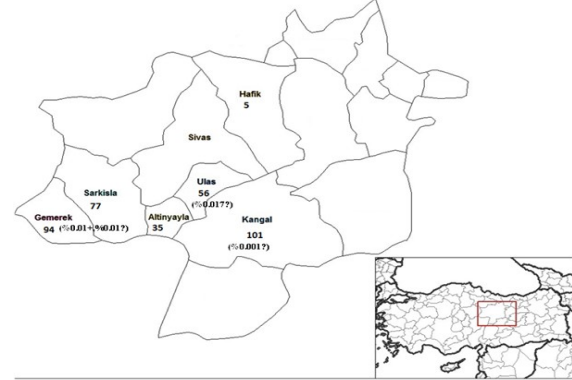 Hafik
5
Sivas
Ulas
56
(%0.017?)
Sarkisla
77
Gemerek
94 (%0.01+,%0.01?)
Altinyayla
35
Kangal
101
(%0.001?)